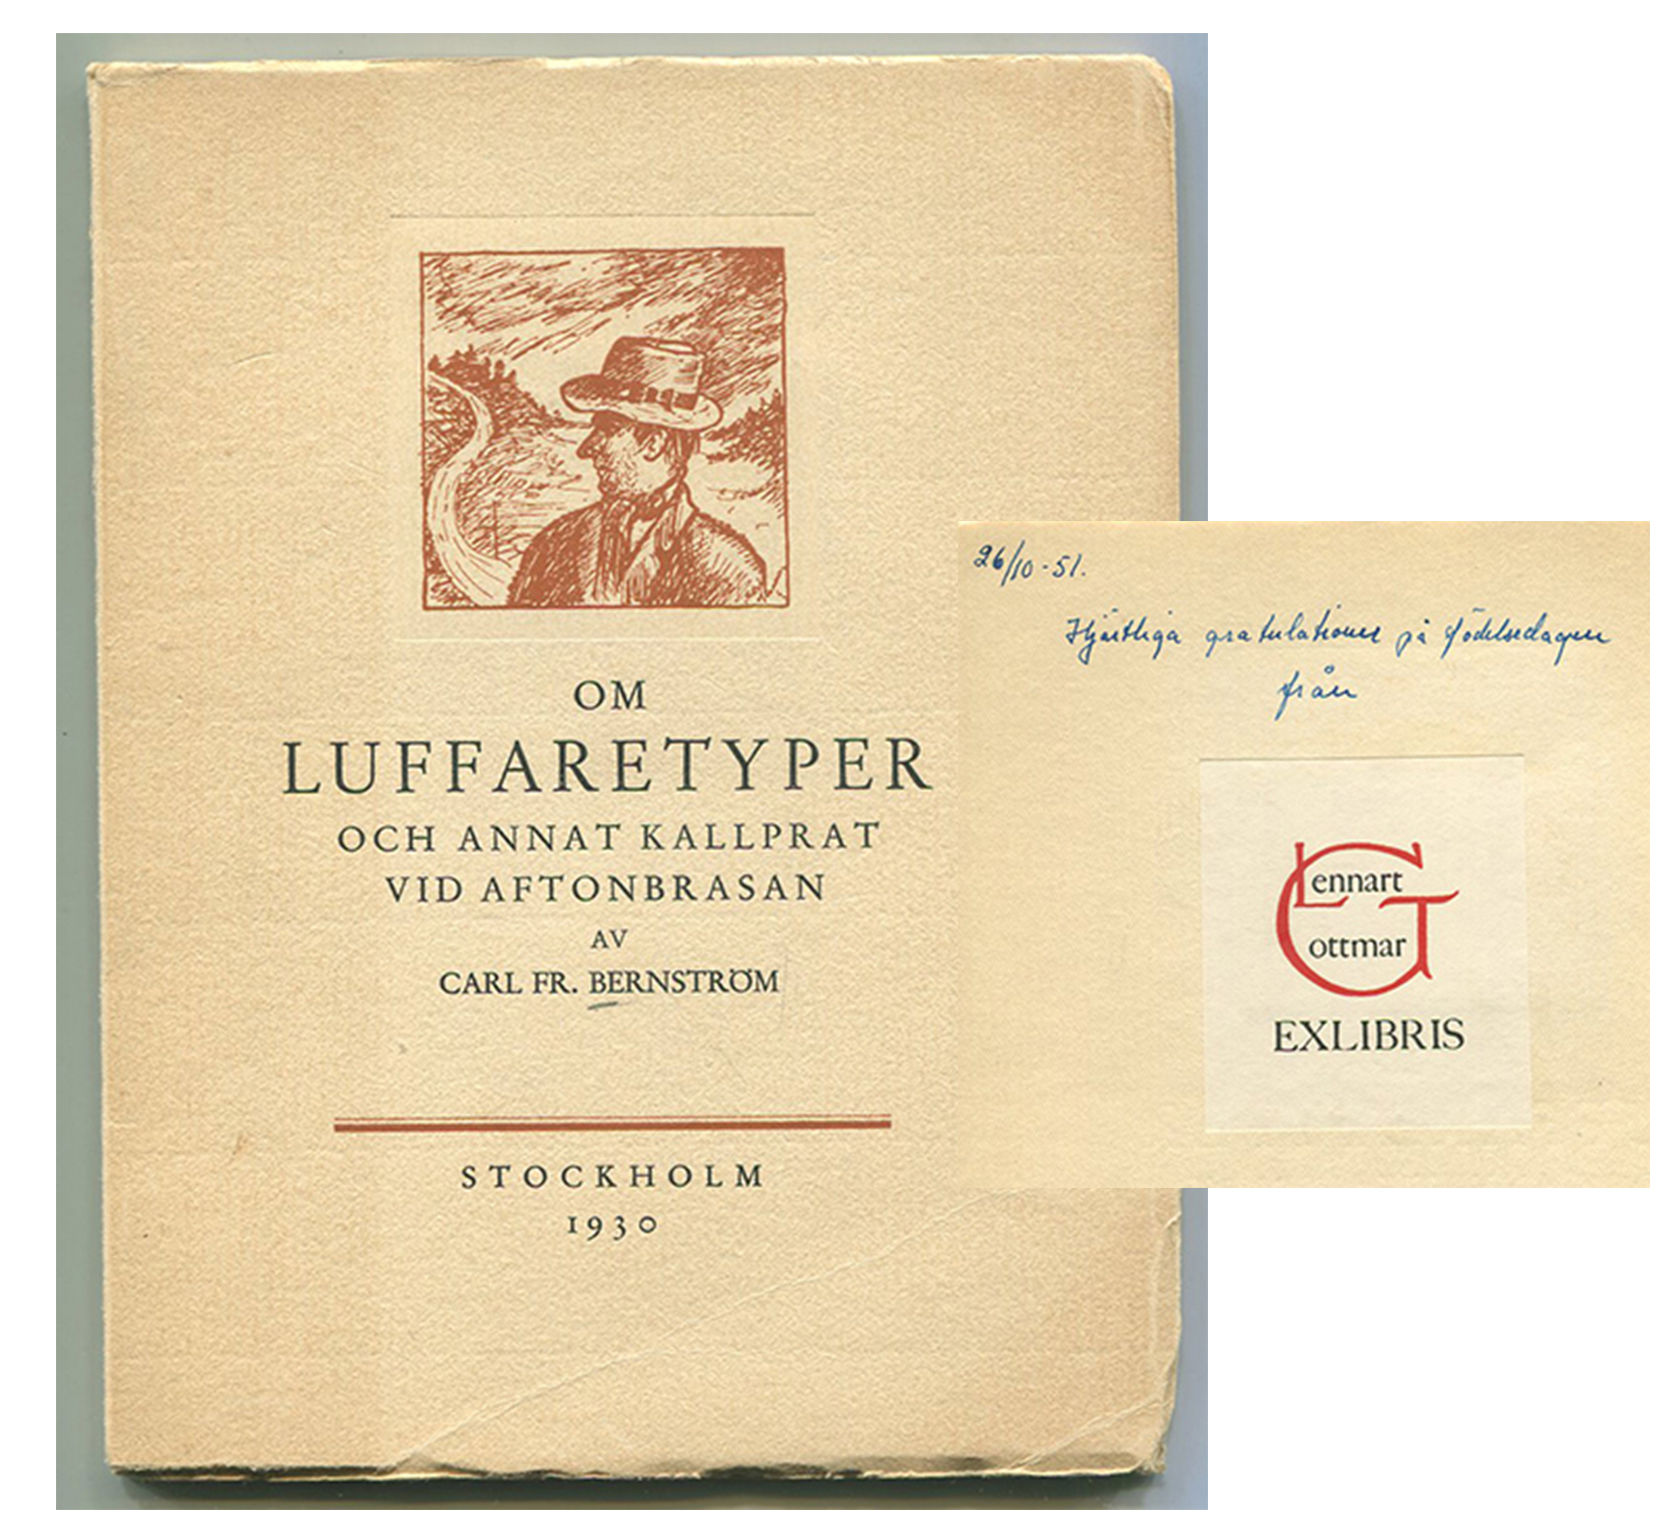 OM
LUFFARETYPER
OCH ANNAT KALLPRAT
VID AFTONBRASAN
AV
CARL FR. BERNSTRÖM
STOCKHOLM
1930
26/10-51.
Hjärtliga gratulationer på födelsedagen
från
Lennart
Gottmar
EXLIBRIS